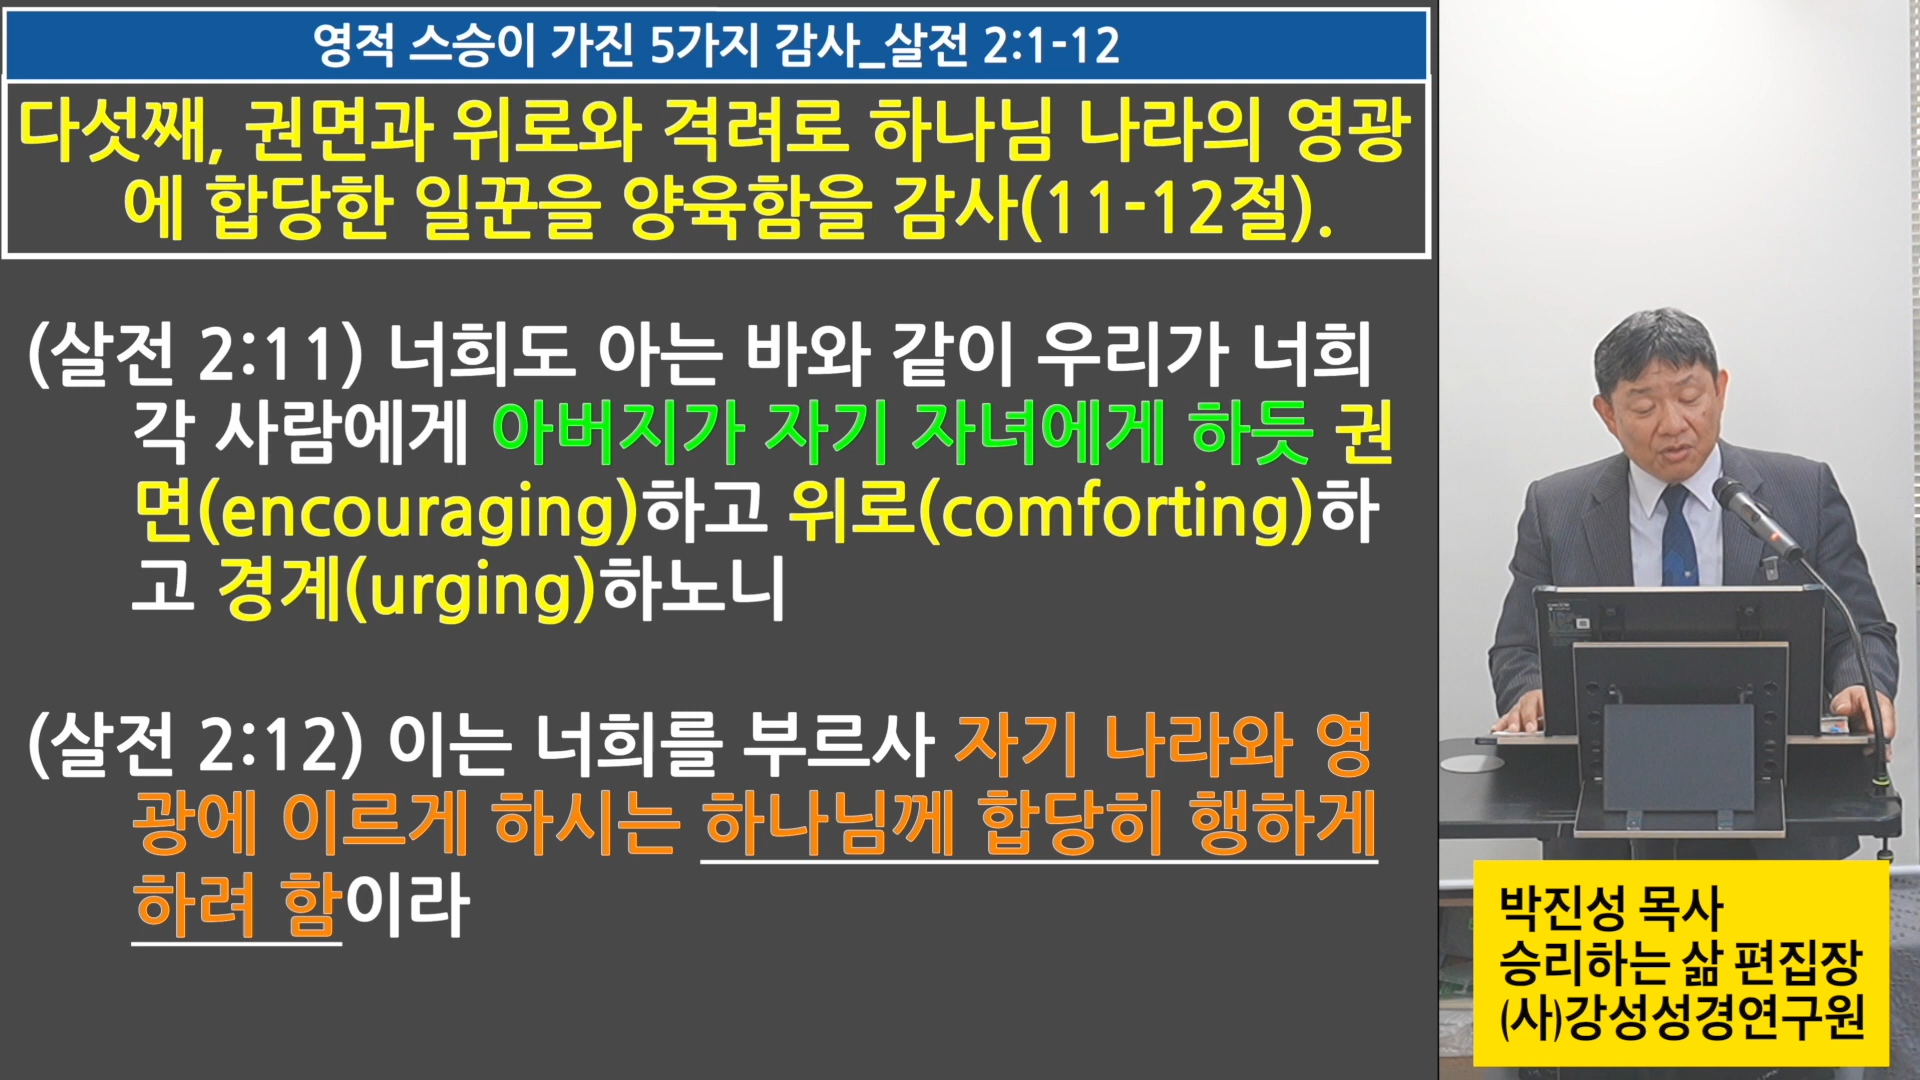 영적 스승이 가진 5가지 감사_살전 2:1-12
다섯째, 권면과 위로와 격려로 하나님 나라의 영광
에 합당한 일꾼을 양육함을 감사(11-12절).
(살전 2:11) 너희도 아는 바와 같이 우리가 너희
각 사람에게 아버지가 자기 자녀에게 하듯 권
면(encouraging)하고 위로(comforting)하
고 경계(urging)하노니
(살전 2:12) 이는 너희를 부르사 자기 나라와 영
광에 이르게 하시는 하나님께 합당히 행하게
하려 함이라
박진성 목사
승리하는 삶 편집장
(사)강성성경연구원